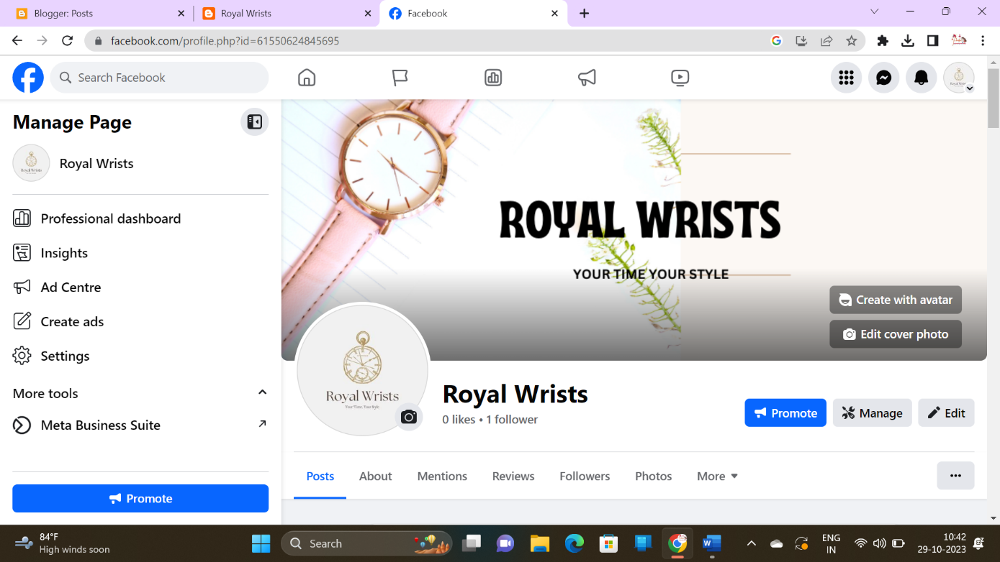 Blogger: Posts
Royal Wrists
Facebook
facebook.com/profile.php?id=61550624845695
Search Facebook
Manage Page
Royal Wrists
Professional dashboard
Insights
Ad Centre
Create ads
Settings
More tools
Meta Business Suite
Promote
ROYAL WRISTS
YOUR TIME YOUR STYLE
Create with avatar
Edit cover photo
Royal Wrists
Your Time, Your Style
Royal Wrists
0 likes • 1 follower
Promote
Manage
Edit
Posts
About
Mentions
Reviews
Followers
Photos
More
84°F
High winds soon
Search
ENG
IN
10:42
29-10-2023